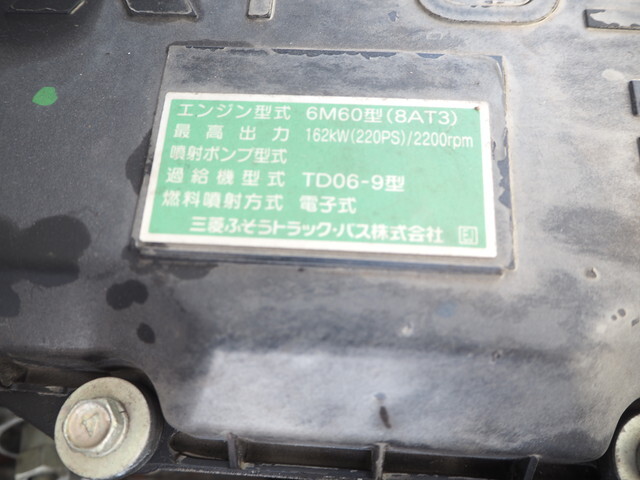 エンジン型式 6M60型(8AT3)
最高出力 162kW(220PS)/2200rpm
噴射ポンプ型式
過給機型式 TD06-9型
燃料噴射方式 電子式
三菱ふそうトラック・バス株式会社 EJ